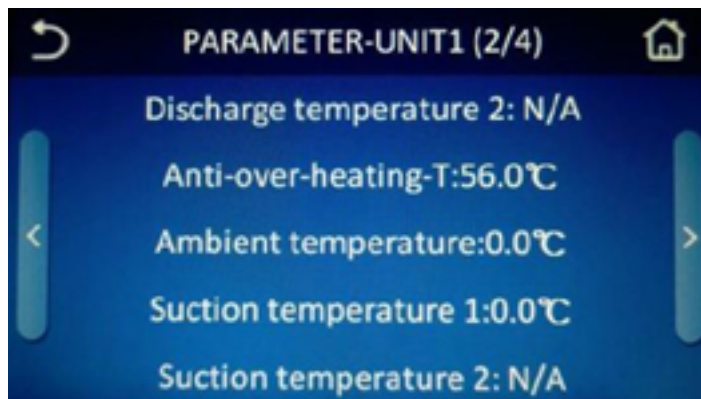 PARAMETER-UNIT1 (2/4)
Discharge temperature 2: N/A
Anti-over-heating-T:56.0℃
Ambient temperature:0.0℃
Suction temperature 1:0.0℃
Suction temperature 2: N/A